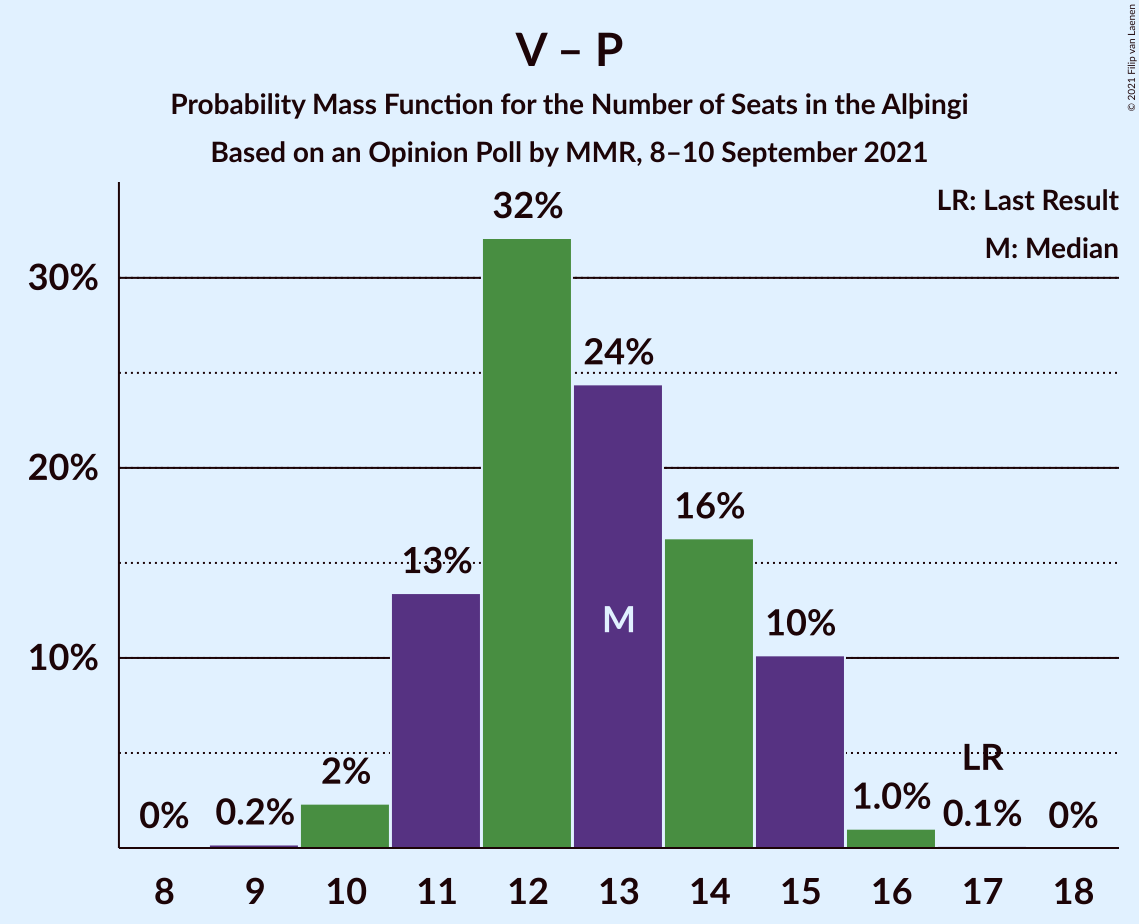 V – P
Probability Mass Function for the Number of Seats in the Alþingi
Based on an Opinion Poll by MMR, 8–10 September 2021
© 2021 Filip van Laenen
LR: Last Result
M: Median
30%
20%
10%
0%
0.2%
2%
13%
32%
24%
M
16%
10%
1.0%
LR
0.1%
0%
8 9 10 11 12 13 14 15 16 17 18